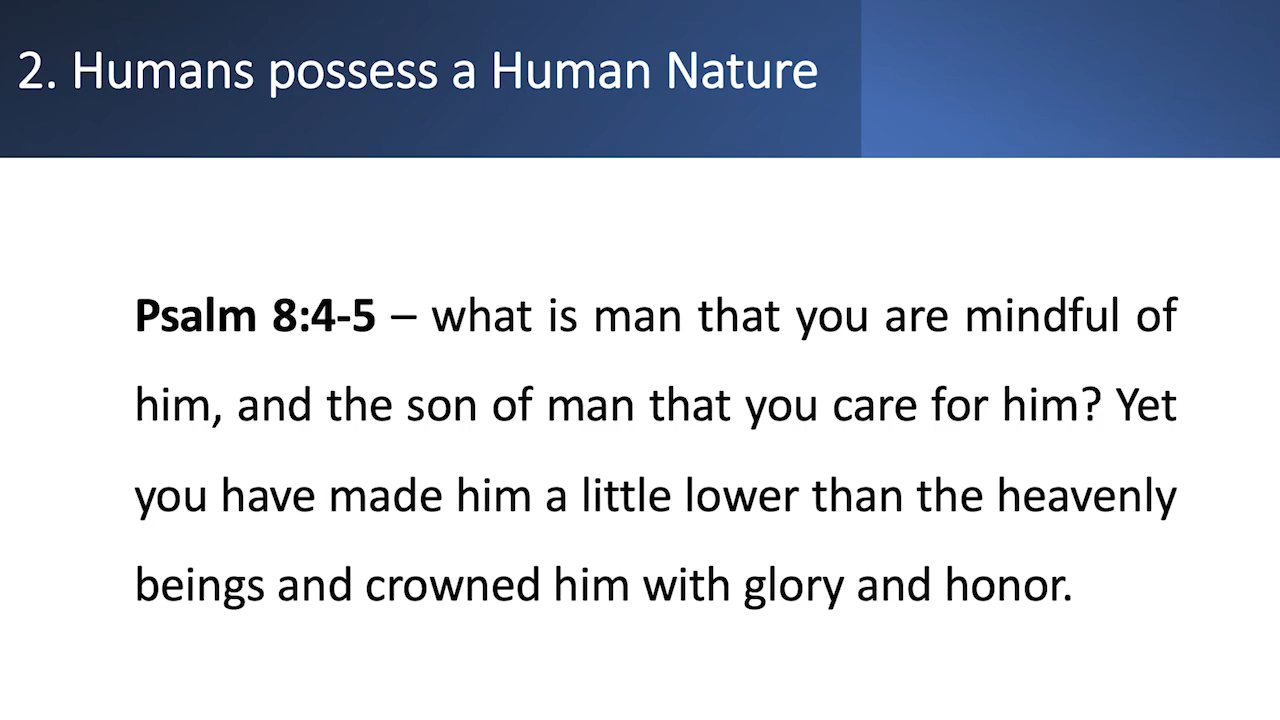 2. Humans possess a Human Nature
Psalm 8:4-5 – what is man that you are mindful of
him, and the son of man that you care for him? Yet
you have made him a little lower than the heavenly
beings and crowned him with glory and honor.